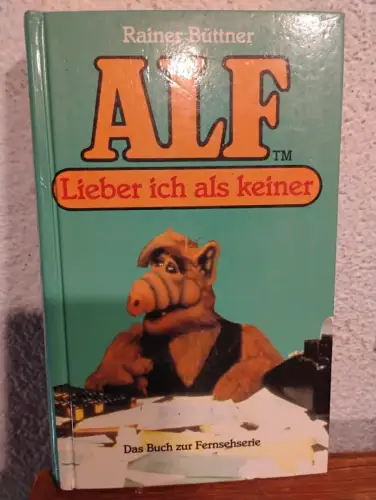 Rainer Büttner
ALF
TM
Lieber ich als keiner
Das Buch zur Fernsehserie